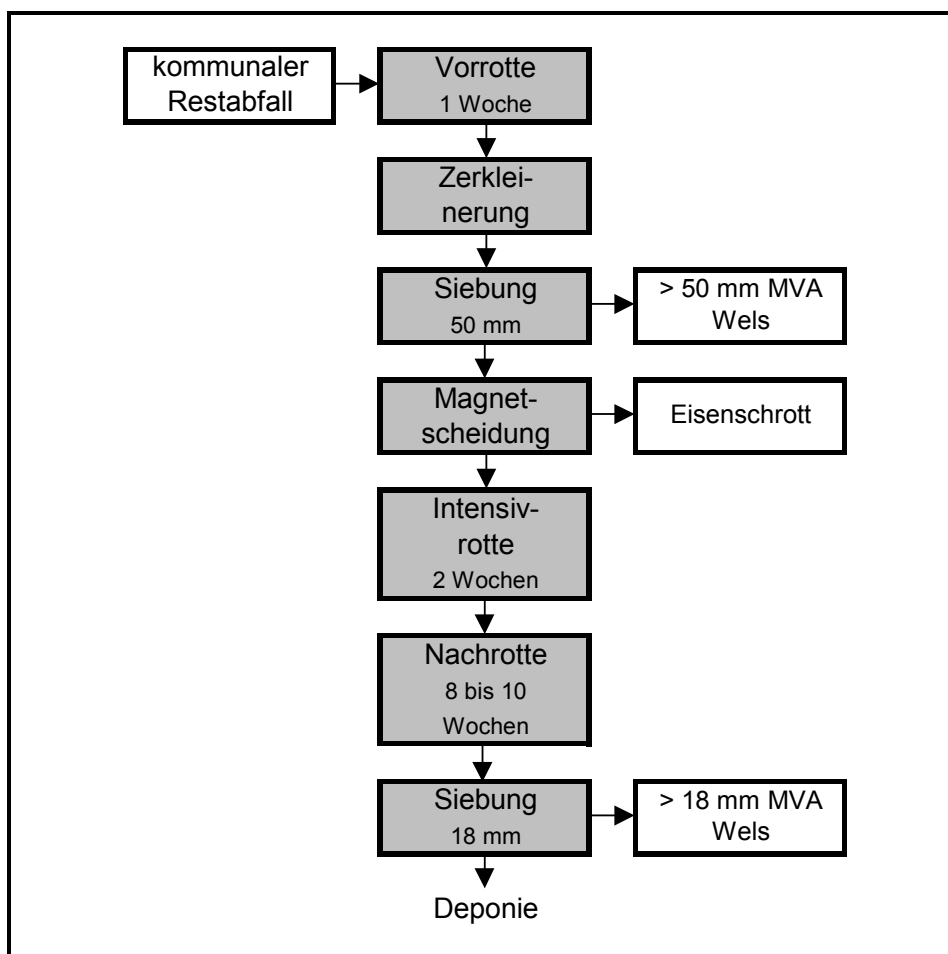 kommunaler
Restabfall
Vorrotte
1 Woche
Zerklei-
nerung
Siebung
50 mm
> 50 mm MVA
Wels
Magnet-
scheidung
Eisenschrott
Intensiv-
rotte
2 Wochen
Nachrotte
8 bis 10
Wochen
Siebung
18 mm
> 18 mm MVA
Wels
Deponie